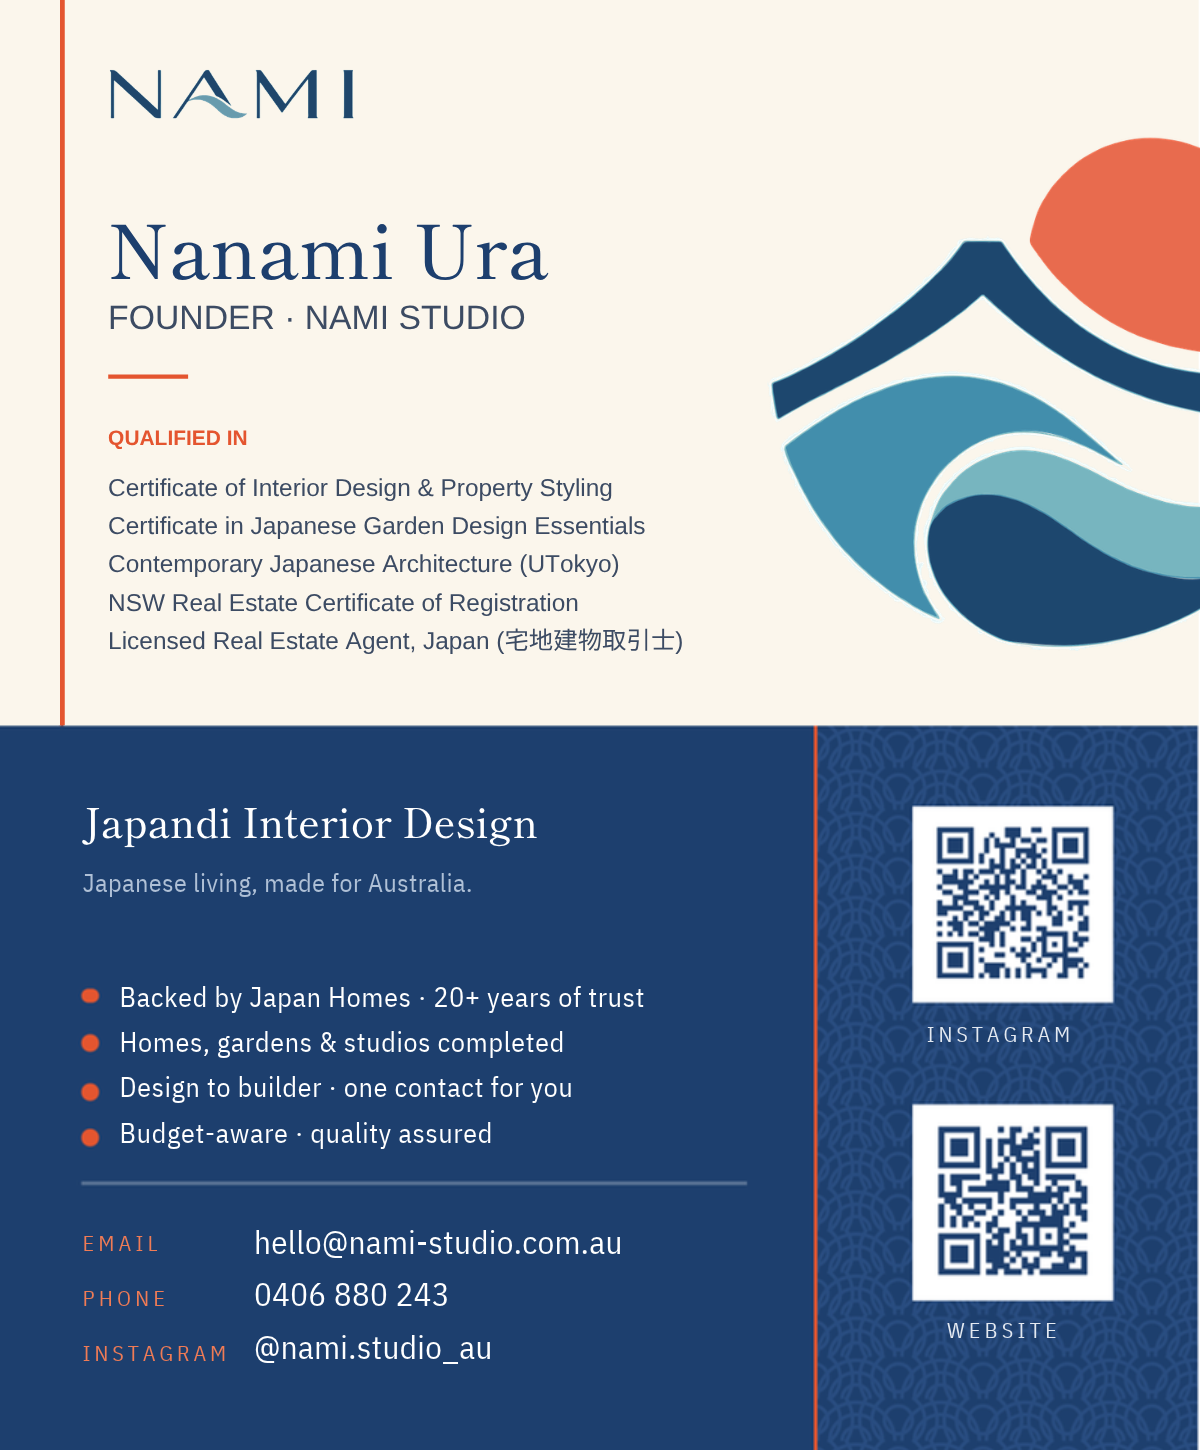 NAMI
Nanami Ura
FOUNDER · NAMI STUDIO
QUALIFIED IN
Certificate of Interior Design & Property Styling
Certificate in Japanese Garden Design Essentials
Contemporary Japanese Architecture (UTokyo)
NSW Real Estate Certificate of Registration
Licensed Real Estate Agent, Japan (宅地建物取引士)
Japandi Interior Design
Japanese living, made for Australia.
Backed by Japan Homes · 20+ years of trust
Homes, gardens & studios completed
Design to builder · one contact for you
Budget-aware · quality assured
EMAIL hello@nami-studio.com.au
PHONE 0406 880 243
INSTAGRAM @nami.studio_au
INSTAGRAM
WEBSITE